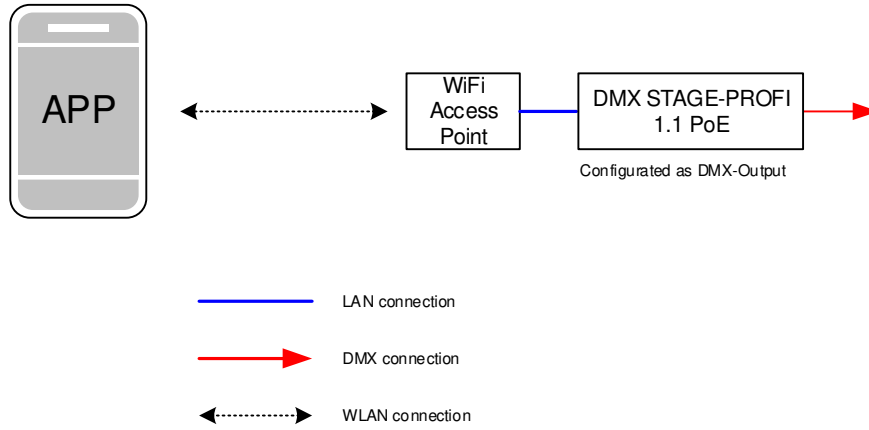 APP
WiFi
Access
Point
DMX STAGE-PROFI
1.1 PoE
Configurated as DMX-Output
LAN connection
DMX connection
WLAN connection